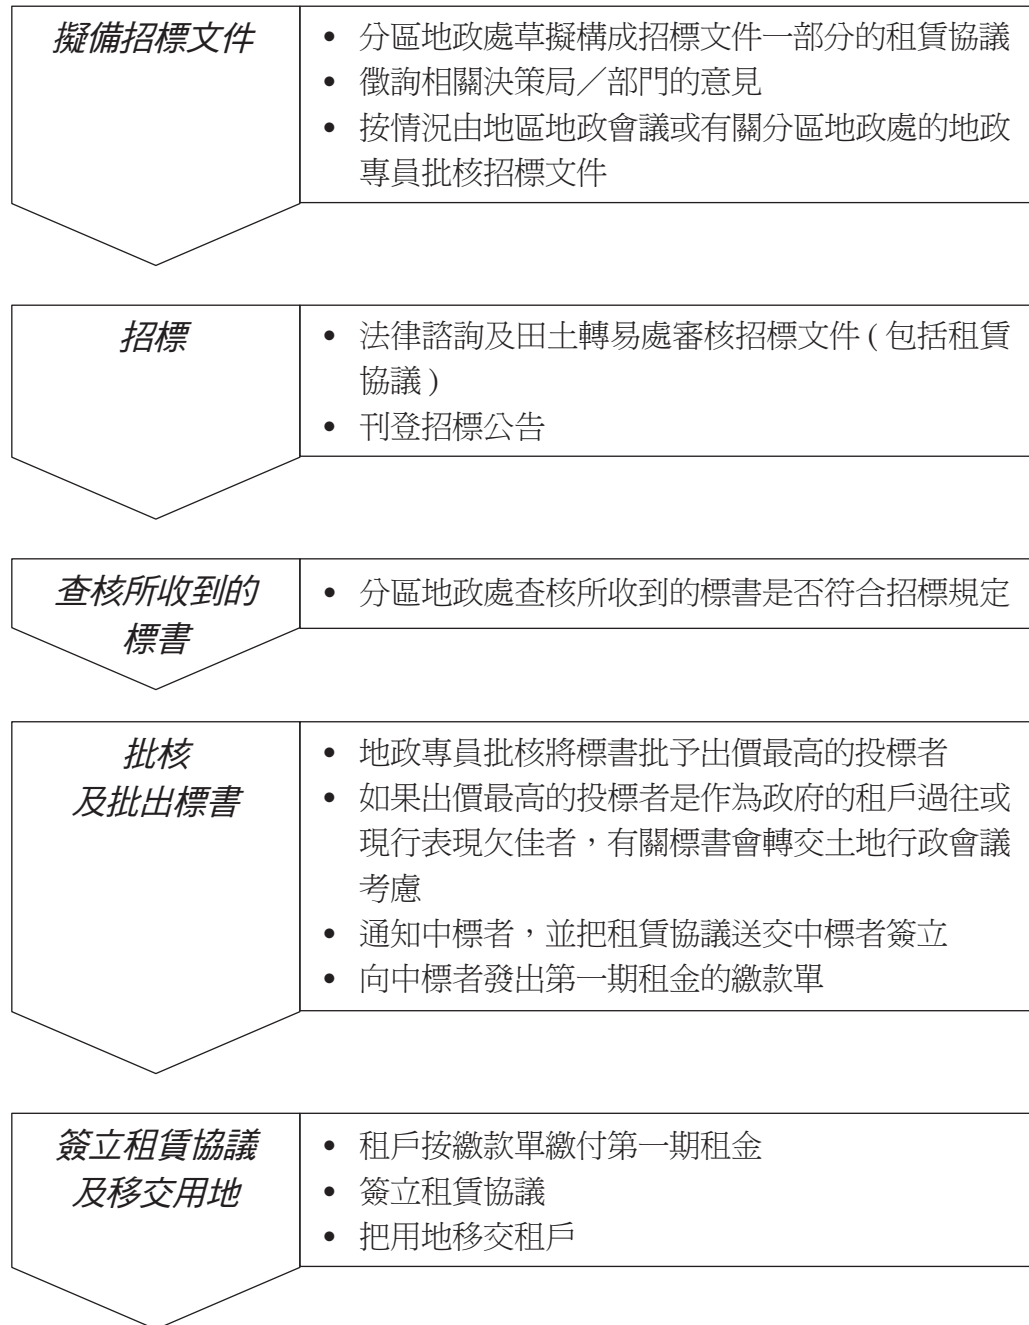 擬備招標文件
• 分區地政處草擬構成招標文件一部分的租賃協議
• 徵詢相關決策局／部門的意見
• 按情況由地區地政會議或有關分區地政處的地政
專員批核招標文件
招標
• 法律諮詢及田土轉易處審核招標文件 ( 包括租賃
協議 )
• 刊登招標公告
查核所收到的
標書
• 分區地政處查核所收到的標書是否符合招標規定
批核
及批出標書
• 地政專員批核將標書批予出價最高的投標者
• 如果出價最高的投標者是作為政府的租戶過往或
現行表現欠佳者，有關標書會轉交土地行政會議
考慮
• 通知中標者，並把租賃協議送交中標者簽立
• 向中標者發出第一期租金的繳款單
簽立租賃協議
及移交用地
• 租戶按繳款單繳付第一期租金
• 簽立租賃協議
• 把用地移交租戶